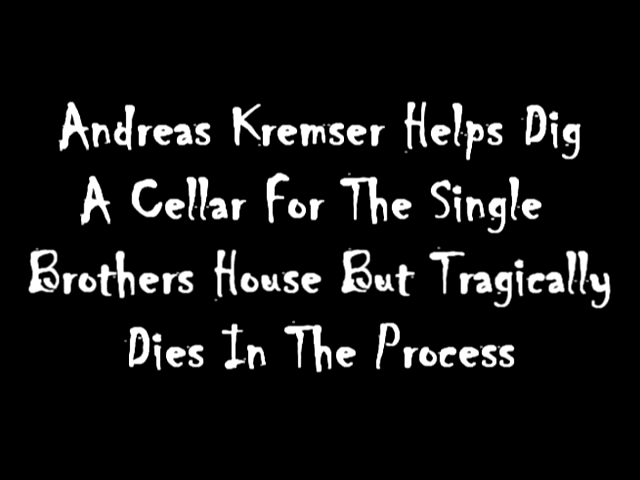 Andreas Kremser Helps Dig
A Cellar For The Single
Brothers House But Tragically
Dies In The Process